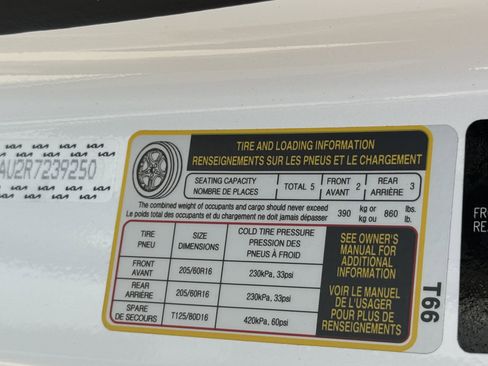 AU2R7239250
TIRE AND LOADING INFORMATION
RENSEIGNEMENTS SUR LES PNEUS ET LE CHARGEMENT
SEATING CAPACITY
NOMBRE DE PLACES
TOTAL 5
FRONT
AVANT 2
REAR
ARRIÈRE 3
The combined weight of occupants and cargo should never exceed
Le poids total des occupants et du chargement ne doit jamais dépasser
390 kg or
kg ou
860 lbs.
lb.
TIRE
PNEU
SIZE
DIMENSIONS
COLD TIRE PRESSURE
PRESSION DES
PNEUS À FROID
FRONT
AVANT
205/60R16
230kPa, 33psi
REAR
ARRIÈRE
205/60R16
230kPa, 33psi
SPARE
DE SECOURS
T125/80D16
420kPa, 60psi
SEE OWNER'S
MANUAL FOR
ADDITIONAL
INFORMATION
VOIR LE MANUEL
DE L'USAGER
POUR PLUS DE
RENSEIGNEMENTS
T66
FR
RE